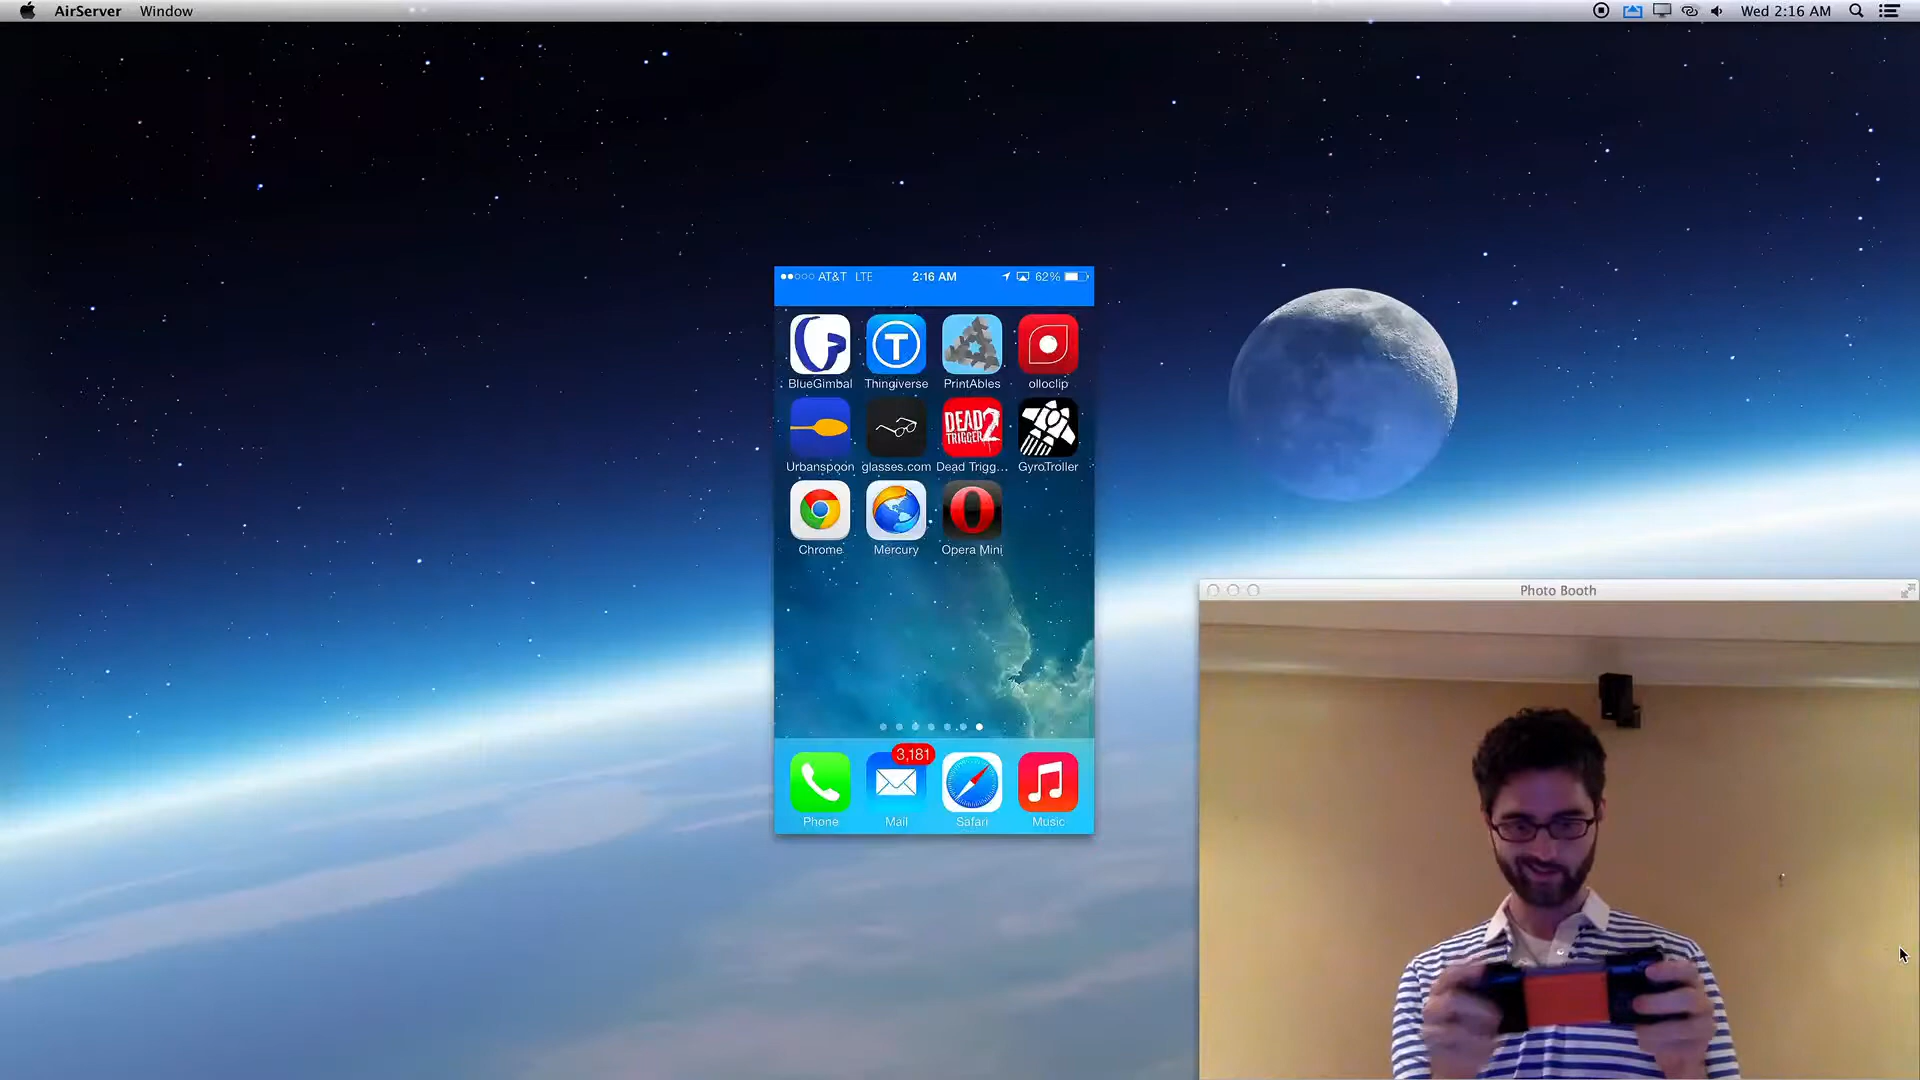 AirServer Window Wed 2:16 AM
AT&T LTE 2:16 AM 62%
T DEAD TRIGGER 2
BlueGimbal Thingiverse PrintAbles olloclip
Urbanspoon glasses.com Dead Trigg... GyroTroller
Chrome Mercury Opera Mini
Photo Booth
3,181
Phone Mail Safari Music